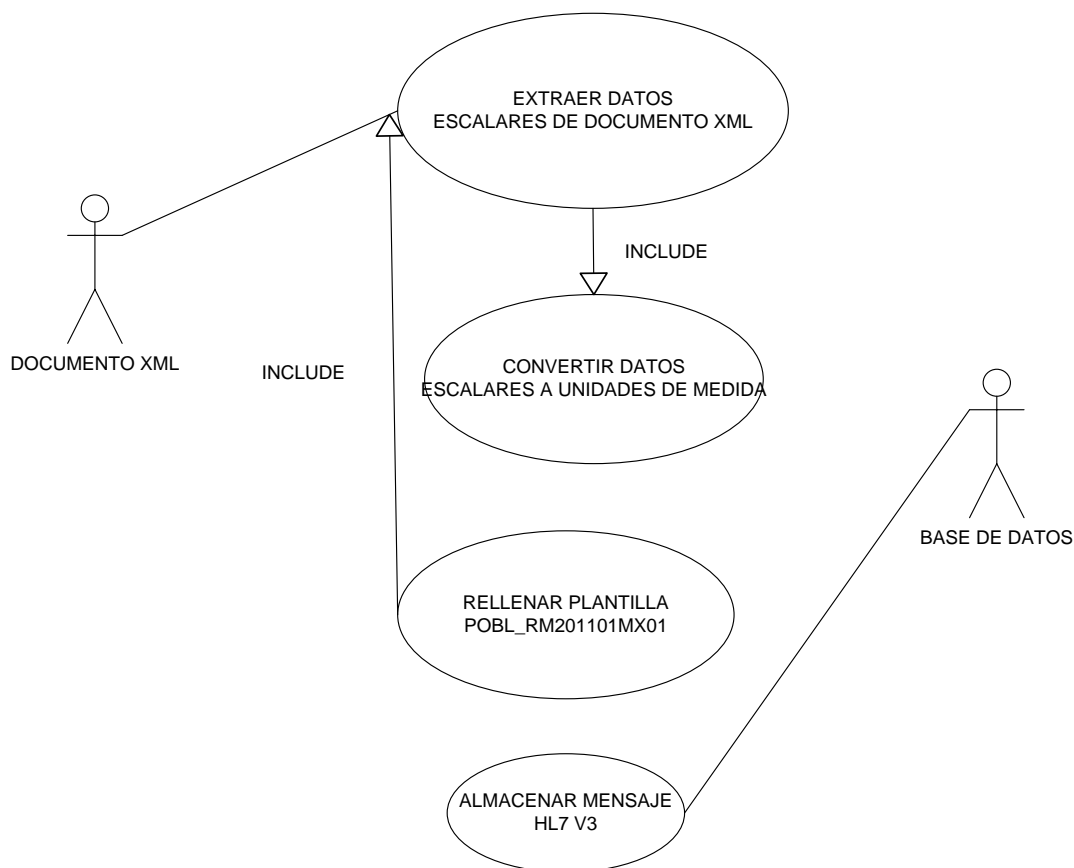 EXTRAER DATOS
ESCALARES DE DOCUMENTO XML
INCLUDE
DOCUMENTO XML
INCLUDE
CONVERTIR DATOS
ESCALARES A UNIDADES DE MEDIDA
BASE DE DATOS
RELLENAR PLANTILLA
POBL_RM201101MX01
ALMACENAR MENSAJE
HL7 V3